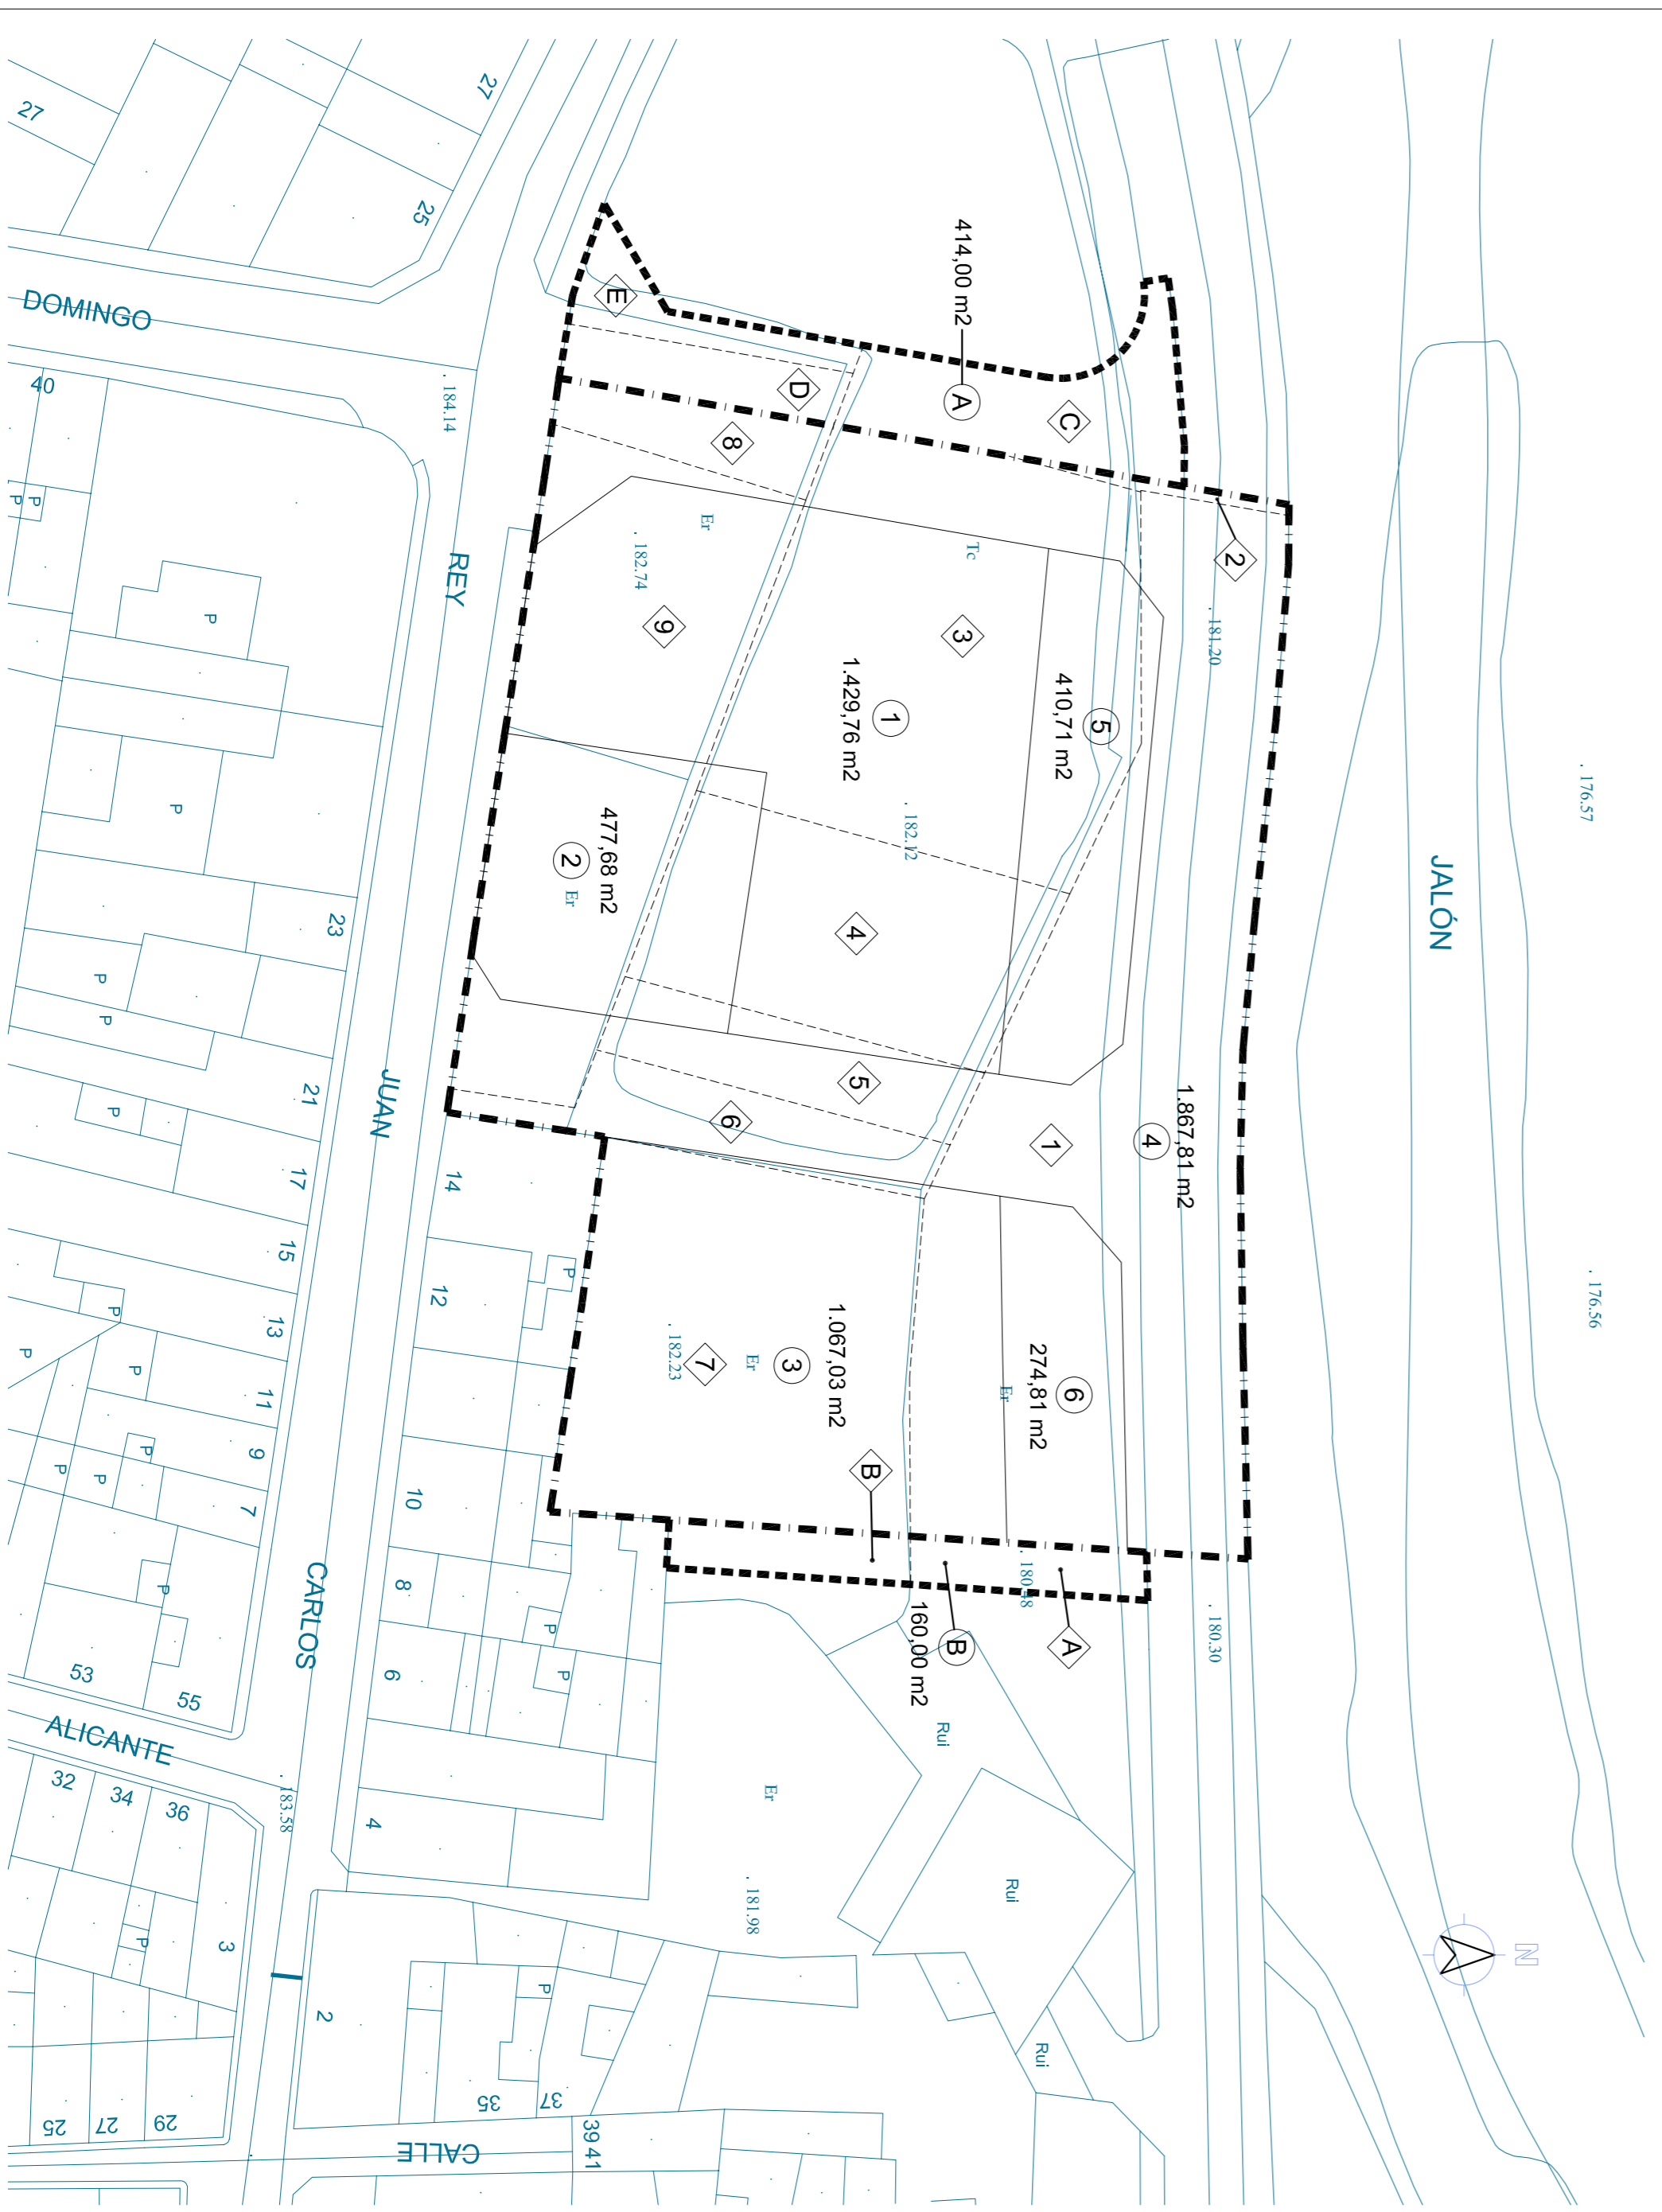 JALÓN
. 176.57
. 176.56
N
. 181.20
. 180.30
2
1.867,81 m2
4
1
C
5
410,71 m2
6
274,81 m2
Er
. 180.48
A
414,00 m2
A
Tc
3
1
1.429,76 m2
. 182.12
4
5
B
B
160,00 m2
Rui
Rui
Rui
D
8
E
Er
. 182.74
9
477,68 m2
2
Er
6
1.067,03 m2
3
Er
7
. 182.23
Er
. 181.98
27
27
25
DOMINGO
. 184.14
REY
JUAN
CARLOS
ALICANTE
. 183.58
CALLE
40
P
P
P
P
23
P
P
21
P
17
15
13
P
P
11
P
9
P
P
7
P
53
55
14
12
P
10
8
P
6
P
4
32
34
36
P
3
2
P
35
37
39 41
25
27
29